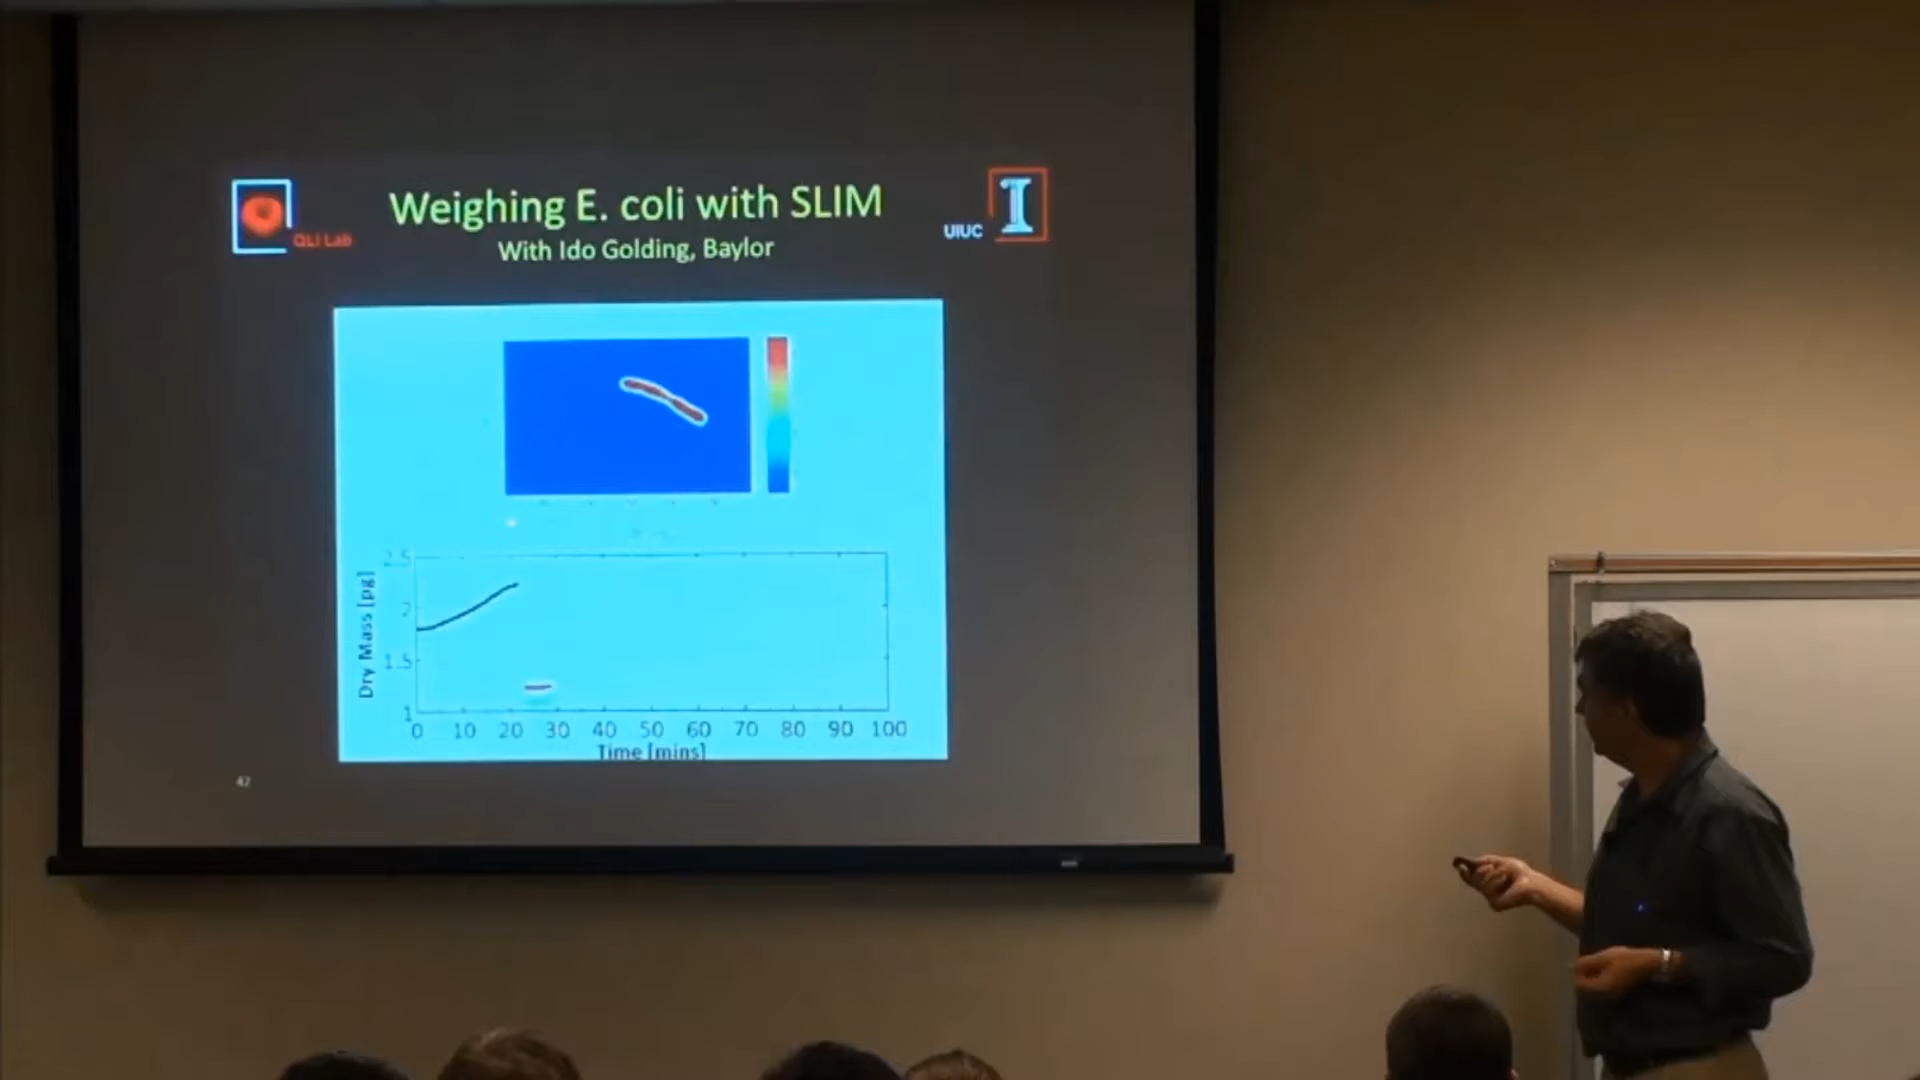 Weighing E. coli with SLIM
With Ido Golding, Baylor
QLI Lab
UIUC
I
2.5
2
1.5
1
Dry Mass [pg]
0 10 20 30 40 50 60 70 80 90 100
Time [mins]
42